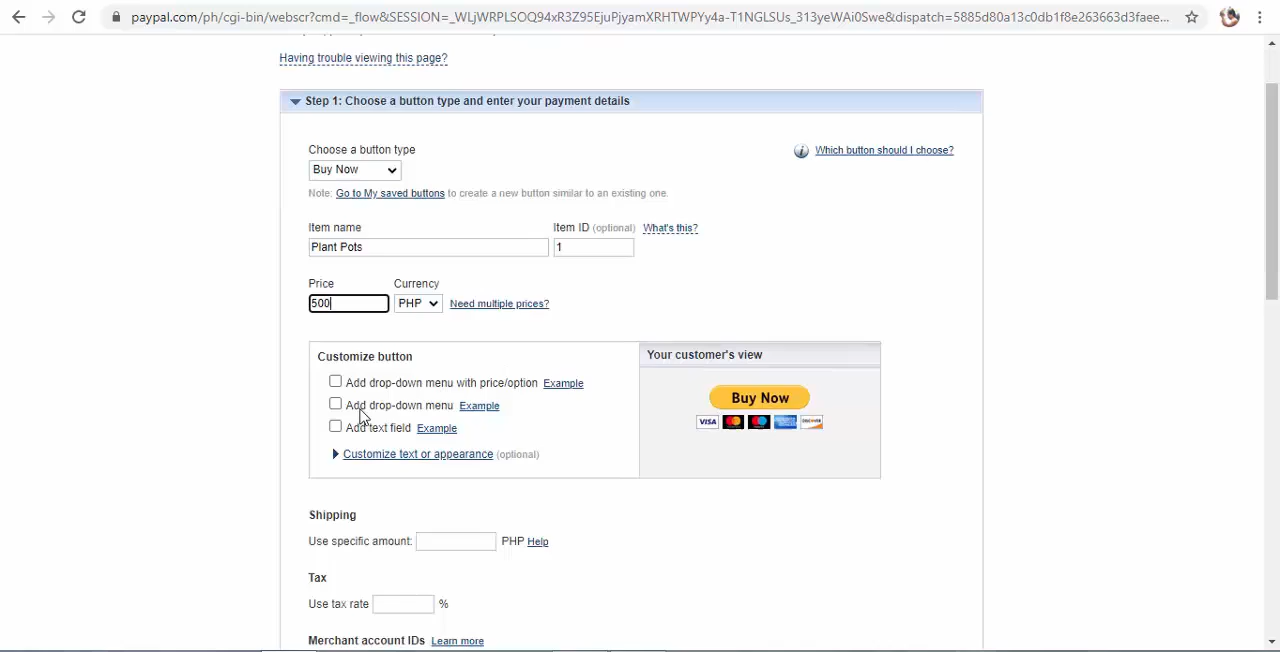 paypal.com/ph/cgi-bin/webscr?cmd=_flow&SESSION=_WLjWRPLSOQ94xR3Z95EjuPjyamXRHTWPYy4a-T1NGLSUs_313yeWAi0Swe&dispatch=5885d80a13c0db1f8e263663d3faee...
Having trouble viewing this page?
Step 1: Choose a button type and enter your payment details
Choose a button type
Which button should I choose?
Buy Now
Note: Go to My saved buttons to create a new button similar to an existing one.
Item name Item ID (optional) What's this?
Plant Pots 1
Price Currency
500 PHP Need multiple prices?
Customize button Your customer's view
Add drop-down menu with price/option Example
Buy Now
Add drop-down menu Example
VISA
Add text field Example
Customize text or appearance (optional)
Shipping
Use specific amount: PHP Help
Tax
Use tax rate %
Merchant account IDs Learn more